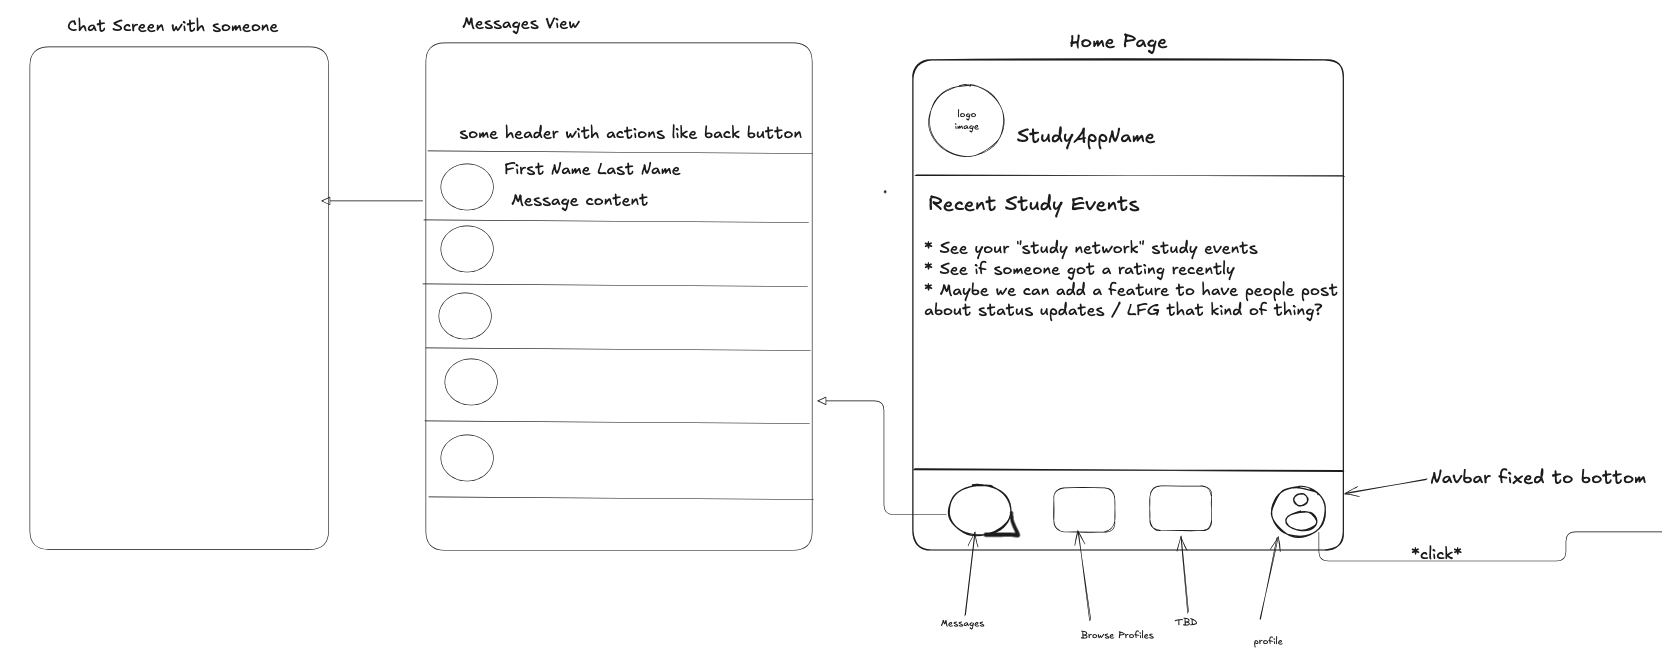 Chat Screen with someone
Messages View
some header with actions like back button
First Name Last Name
Message content
Home Page
logo
image
StudyAppName
Recent Study Events
* See your "study network" study events
* See if someone got a rating recently
* Maybe we can add a feature to have people post
about status updates / LFG that kind of thing?
Navbar fixed to bottom
*click*
Messages
Browse Profiles
TBD
profile